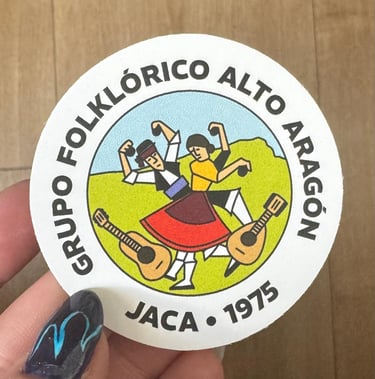 GRUPO FOLKLÓRICO ALTO ARAGÓN
JACA • 1975